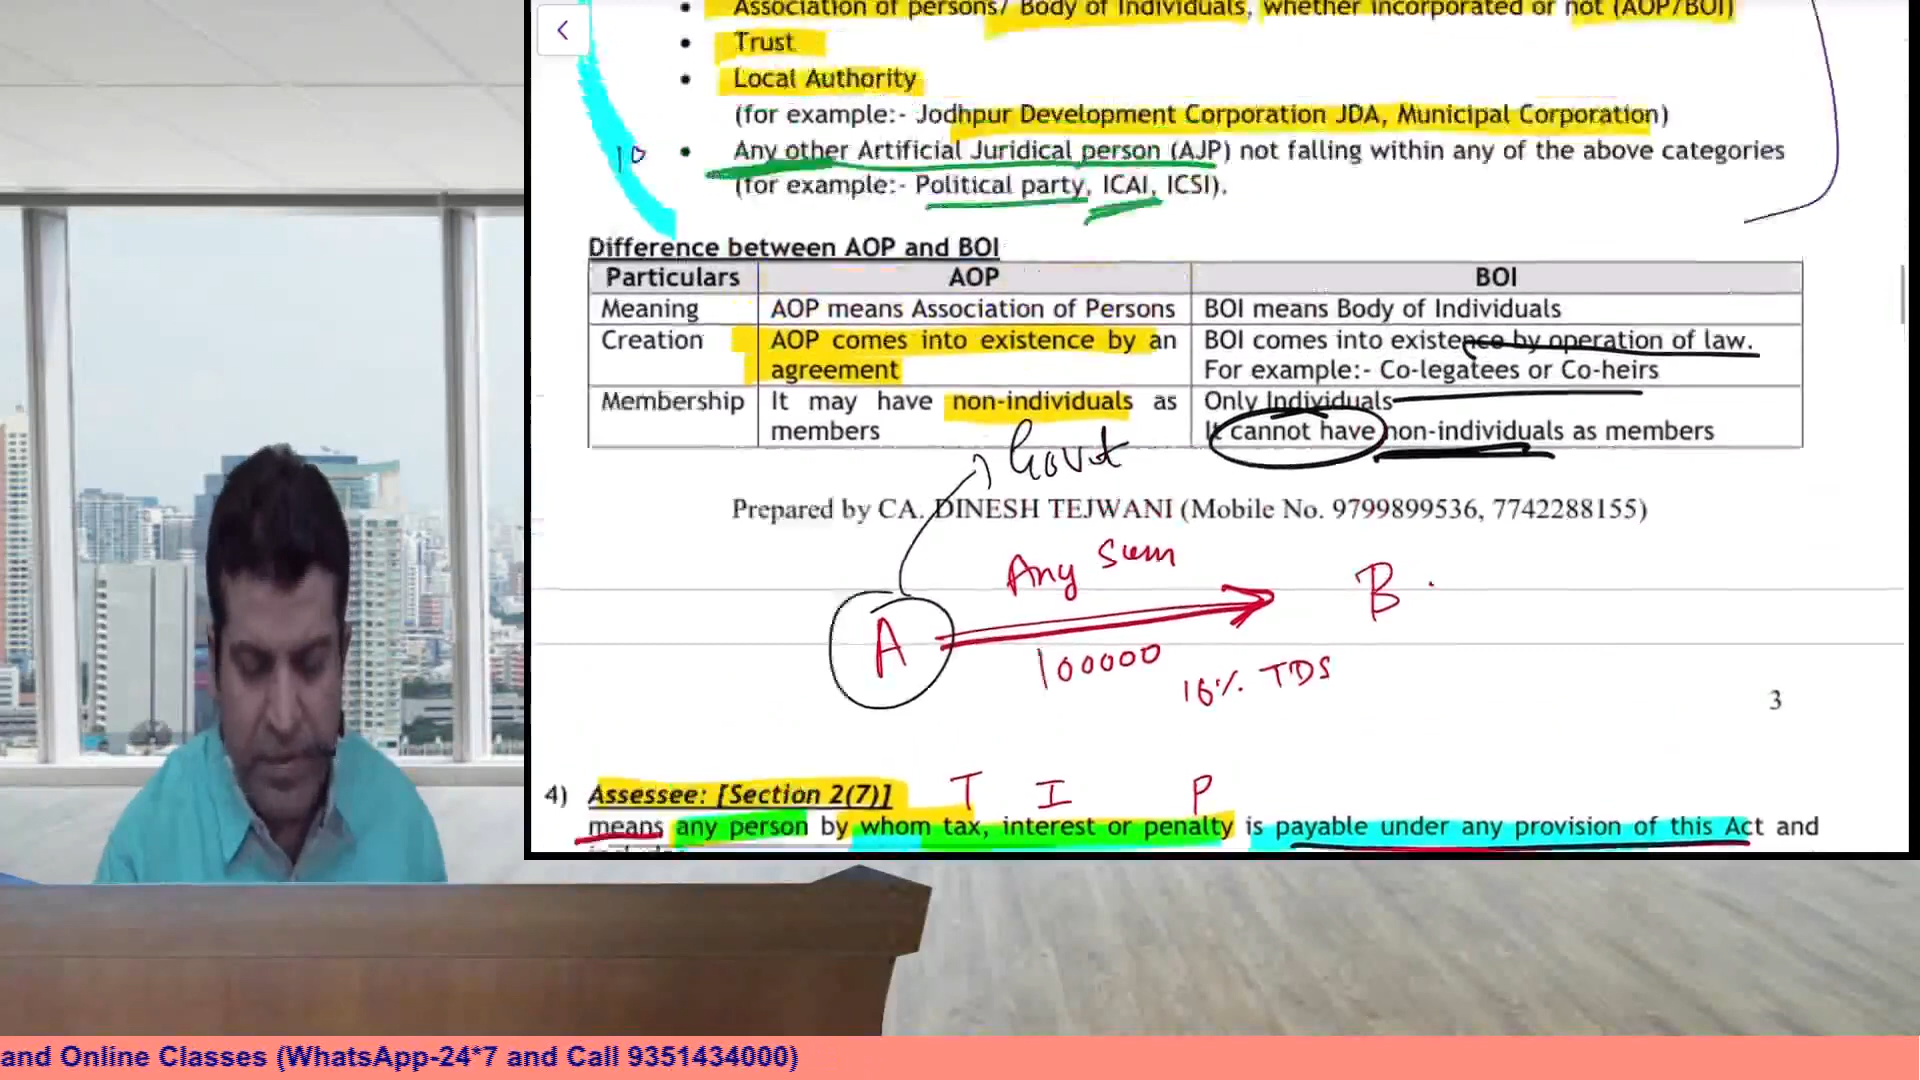 Association of persons/ Body of Individuals, whether incorporated or not (AOP/BOI)
• Trust
• Local Authority
(for example:- Jodhpur Development Corporation JDA, Municipal Corporation)
10 • Any other Artificial Juridical person (AJP) not falling within any of the above categories
(for example:- Political party, ICAI, ICSI).
Difference between AOP and BOI
Particulars AOP BOI
Meaning AOP means Association of Persons BOI means Body of Individuals
Creation AOP comes into existence by an agreement BOI comes into existence by operation of law. For example:- Co-legatees or Co-heirs
Membership It may have non-individuals as members Only Individuals It cannot have non-individuals as members
Govt
Prepared by CA. DINESH TEJWANI (Mobile No. 9799899536, 7742288155)
Any Sum
A B
100000 10% TDS
3
T I P
4) Assessee: [Section 2(7)]
means any person by whom tax, interest or penalty is payable under any provision of this Act and
and Online Classes (WhatsApp-24*7 and Call 9351434000)